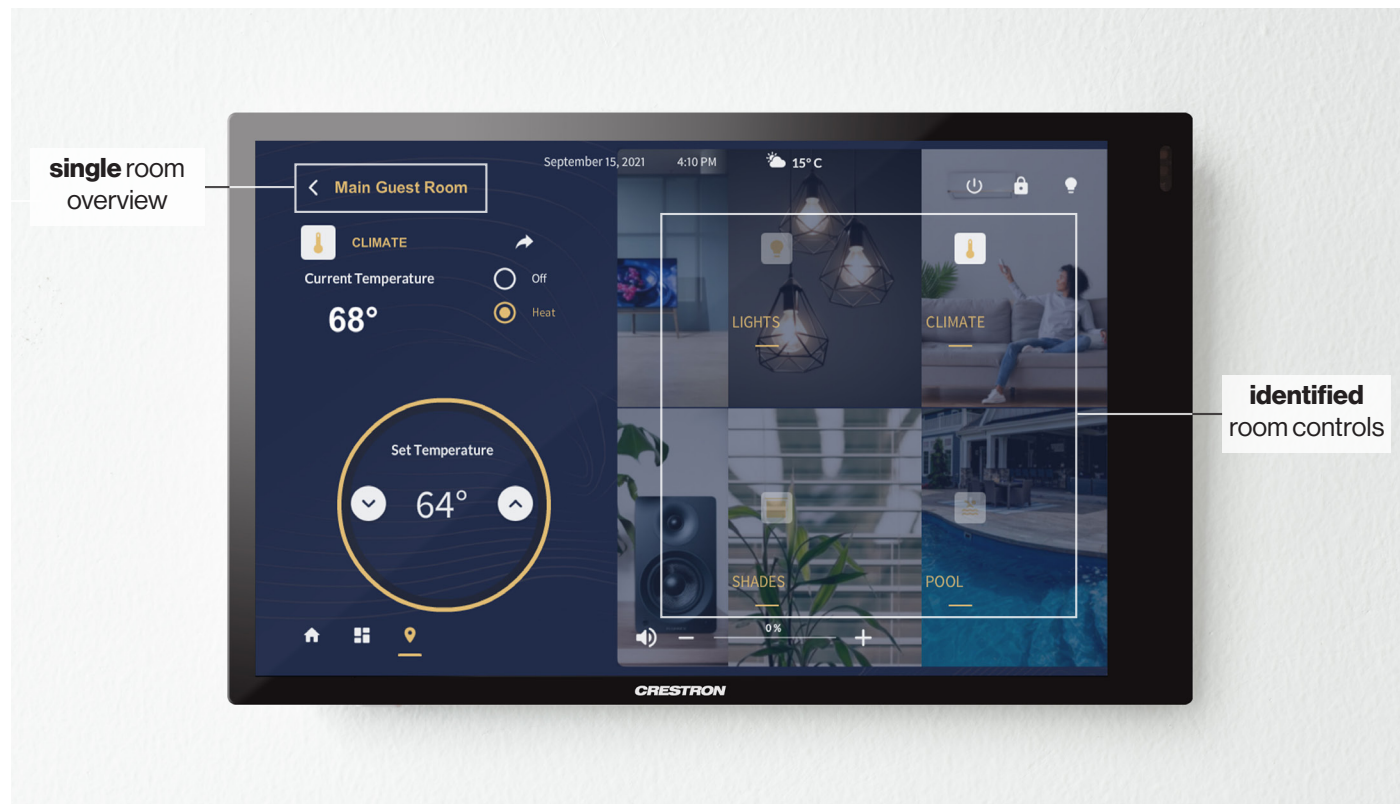 single room
overview
September 15, 2021 4:10 PM 15° C
Main Guest Room
CLIMATE
Current Temperature
Off
68°
Heat
LIGHTS
CLIMATE
Set Temperature
64°
SHADES
POOL
0%
CRESTRON
identified
room controls